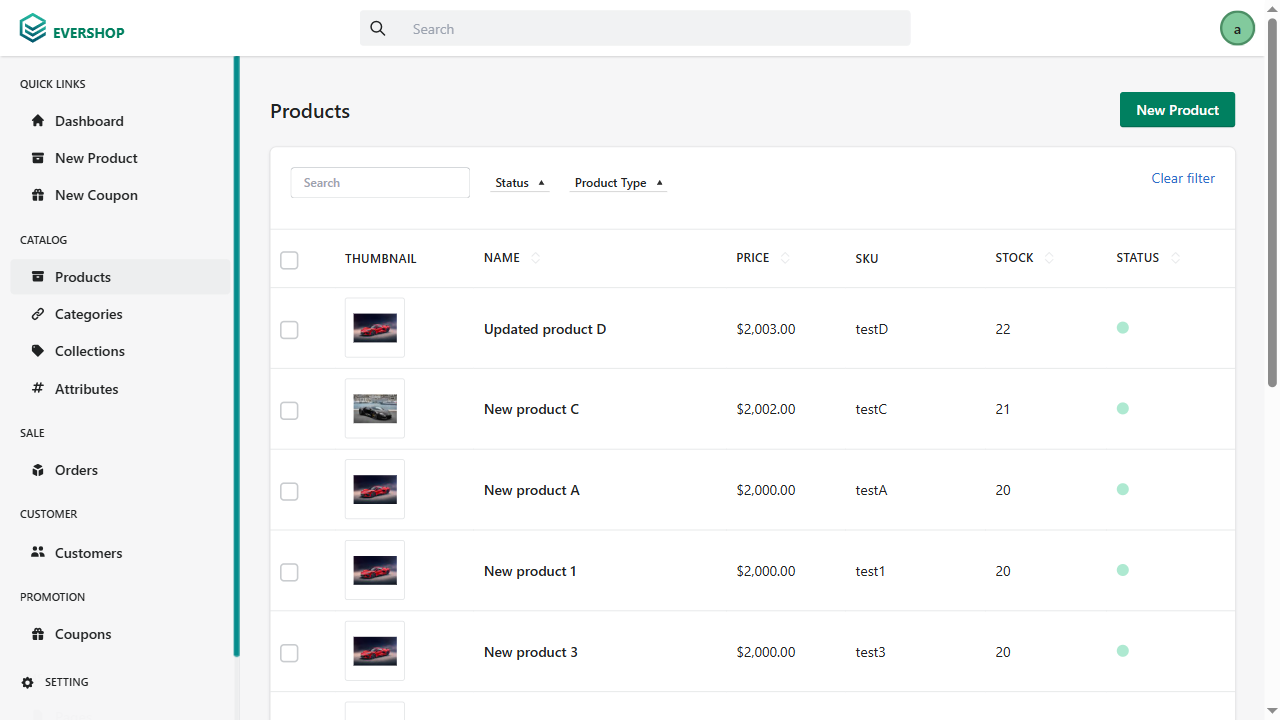 EVERSHOP
Search
a
QUICK LINKS
Dashboard
New Product
New Coupon
CATALOG
Products
Categories
Collections
Attributes
SALE
Orders
CUSTOMER
Customers
PROMOTION
Coupons
SETTING
Products
New Product
Search
Status
Product Type
Clear filter
THUMBNAIL NAME PRICE SKU STOCK STATUS
Updated product D $2,003.00 testD 22
New product C $2,002.00 testC 21
New product A $2,000.00 testA 20
New product 1 $2,000.00 test1 20
New product 3 $2,000.00 test3 20